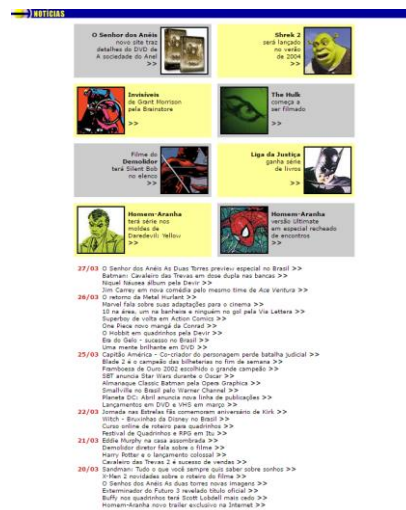 NOTÍCIAS
O Senhor dos Anéis
novo site traz
detalhes do DVD de
A sociedade do Anel
>>
Shrek 2
será lançado
no verão
de 2004
>>
Invisíveis
de Grant Morrison
pela Brainstore
>>
The Hulk
começa a
ser filmado
>>
Filme do
Demolidor
terá Silent Bob
no elenco
>>
Liga da Justiça
ganha série
de livros
>>
Homem-Aranha
terá série nos
moldes de
Daredevil: Yellow
>>
Homem-Aranha
versão Ultimate
em especial recheado
de encontros
>>
27/03 O Senhor dos Anéis As Duas Torres preview especial no Brasil >>
Batman: Cavaleiro das Trevas em dose dupla nas bancas >>
Niquel Náusea álbum pela Devir >>
Jim Carrey em nova comédia pelo mesmo time de Ace Ventura >>
26/03 O retorno da Metal Hurlant >>
Marvel fala sobre suas adaptações para o cinema >>
10 na área, um na banheira e ninguém no gol pela Via Lettera >>
Superboy de volta em Action Comics >>
One Piece novo mangá da Conrad >>
O Hobbit em quadrinhos pela Devir >>
Era do Gelo - sucesso no Brasil >>
Uma mente brilhante em DVD >>
25/03 Capitão América - Co-criador do personagem perde batalha judicial >>
Blade 2 é o campeão das bilheterias no fim de semana >>
Framboesa de Ouro 2002 escolhido o grande campeão >>
SBT anuncia Star Wars durante o Oscar >>
Almanaque Classic Batman pela Opera Graphica >>
Smallville no Brasil pelo Warner Channel >>
Planeta DC: Abril anuncia nova linha de publicações >>
Lançamentos em DVD e VHS em março >>
22/03 Jornada nas Estrelas fãs comemoram aniversário de Kirk >>
Witch - Bruxinhas da Disney no Brasil >>
Curso online de roteiro para quadrinhos >>
Festival de Quadrinhos e RPG em Itu >>
21/03 Eddie Murphy na casa assombrada >>
Demolidor diretor fala sobre o filme >>
Harry Potter e o lançamento colossal >>
Cavaleiro das Treves 2 é sucesso de vendas >>
20/03 Sandman: Tudo o que você sempre quis saber sobre sonhos >>
X-Men 2 novidades sobre o roteiro do filme >>
O Senhos dos Anéis As duas torres novas imagens >>
Exterminador do Futuro 3 revelado título oficial >>
Buffy nos quadrinhos terá Scott Lobdell mais cedo >>
Homem-Aranha novo trailer exclusivo na Internet >>